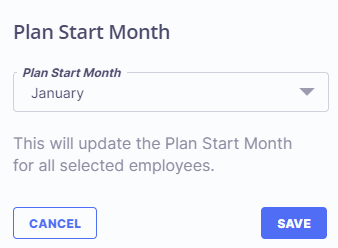 Plan Start Month
Plan Start Month
January
This will update the Plan Start Month
for all selected employees.
CANCEL
SAVE